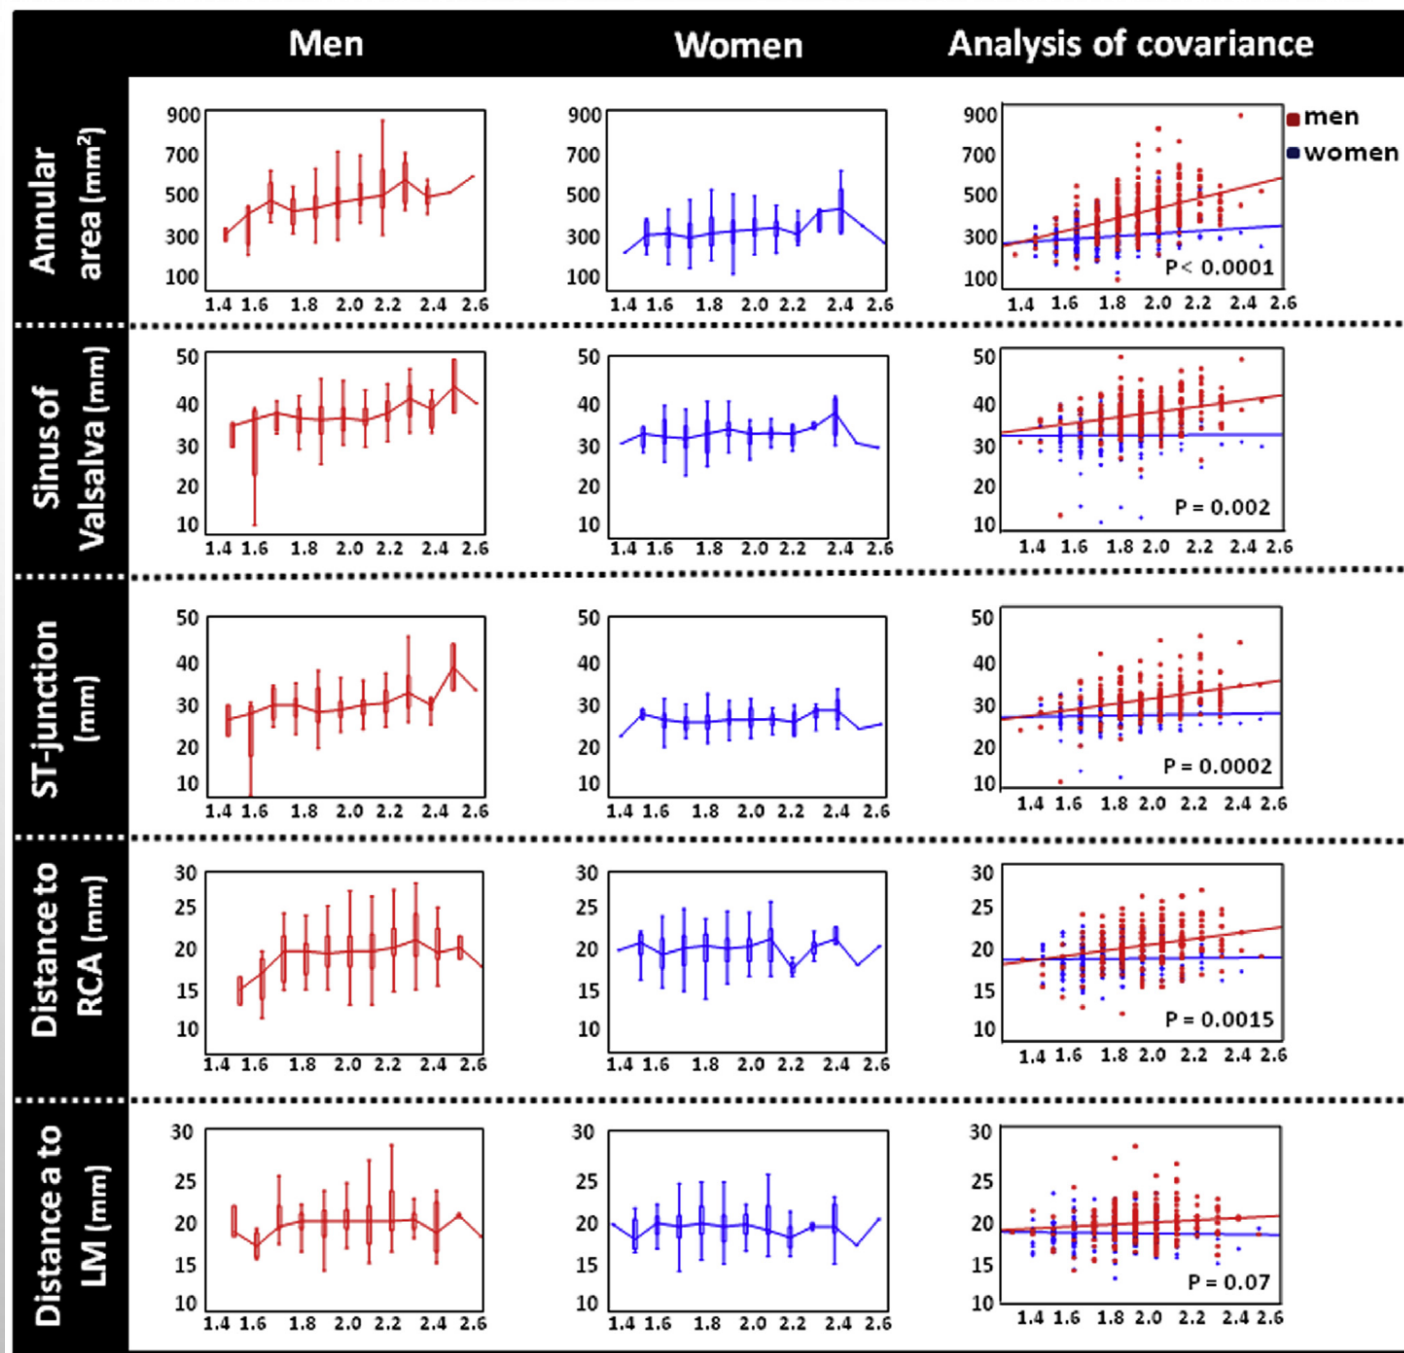 Men Women Analysis of covariance
Annular
area (mm²)
900
700
500
300
100
1.4 1.6 1.8 2.0 2.2 2.4 2.6
900
700
500
300
100
1.4 1.6 1.8 2.0 2.2 2.4 2.6
900
700
500
300
100
1.4 1.6 1.8 2.0 2.2 2.4 2.6
men
women
P< 0.0001
Sinus of
Valsalva (mm)
50
40
30
20
10
1.4 1.6 2.0 2.4 2.6
50
40
30
20
10
1.4 1.6 1.8 2.0 2.2 2.4 2.6
50
40
30
20
10
1.4 1.6 1.8 2.0 2.2 2.4 2.6
P = 0.002
ST-junction
(mm)
50
40
30
20
10
1.4 1.6 1.8 2.0 2.2 2.4 2.6
50
40
30
20
10
1.4 1.6 1.8 2.0 2.2 2.4 2.6
50
40
30
20
10
1.4 1.6 1.8 2.0 2.2 2.4 2.6
P = 0.0002
Distance to
RCA (mm)
30
25
20
15
10
1.4 1.6 1.8 2.0 2.2 2.4 2.6
30
25
20
15
10
1.4 1.6 1.8 2.0 2.2 2.4 2.6
30
25
20
15
10
1.4 1.6 1.8 2.0 2.2 2.4 2.6
P = 0.0015
Distance a to
LM (mm)
30
25
20
15
10
1.4 1.6 1.8 2.0 2.2 2.4 2.6
30
25
20
15
10
1.4 1.6 1.8 2.0 2.2 2.4 2.6
30
25
20
15
10
1.4 1.6 1.8 2.0 2.2 2.4 2.6
P = 0.07